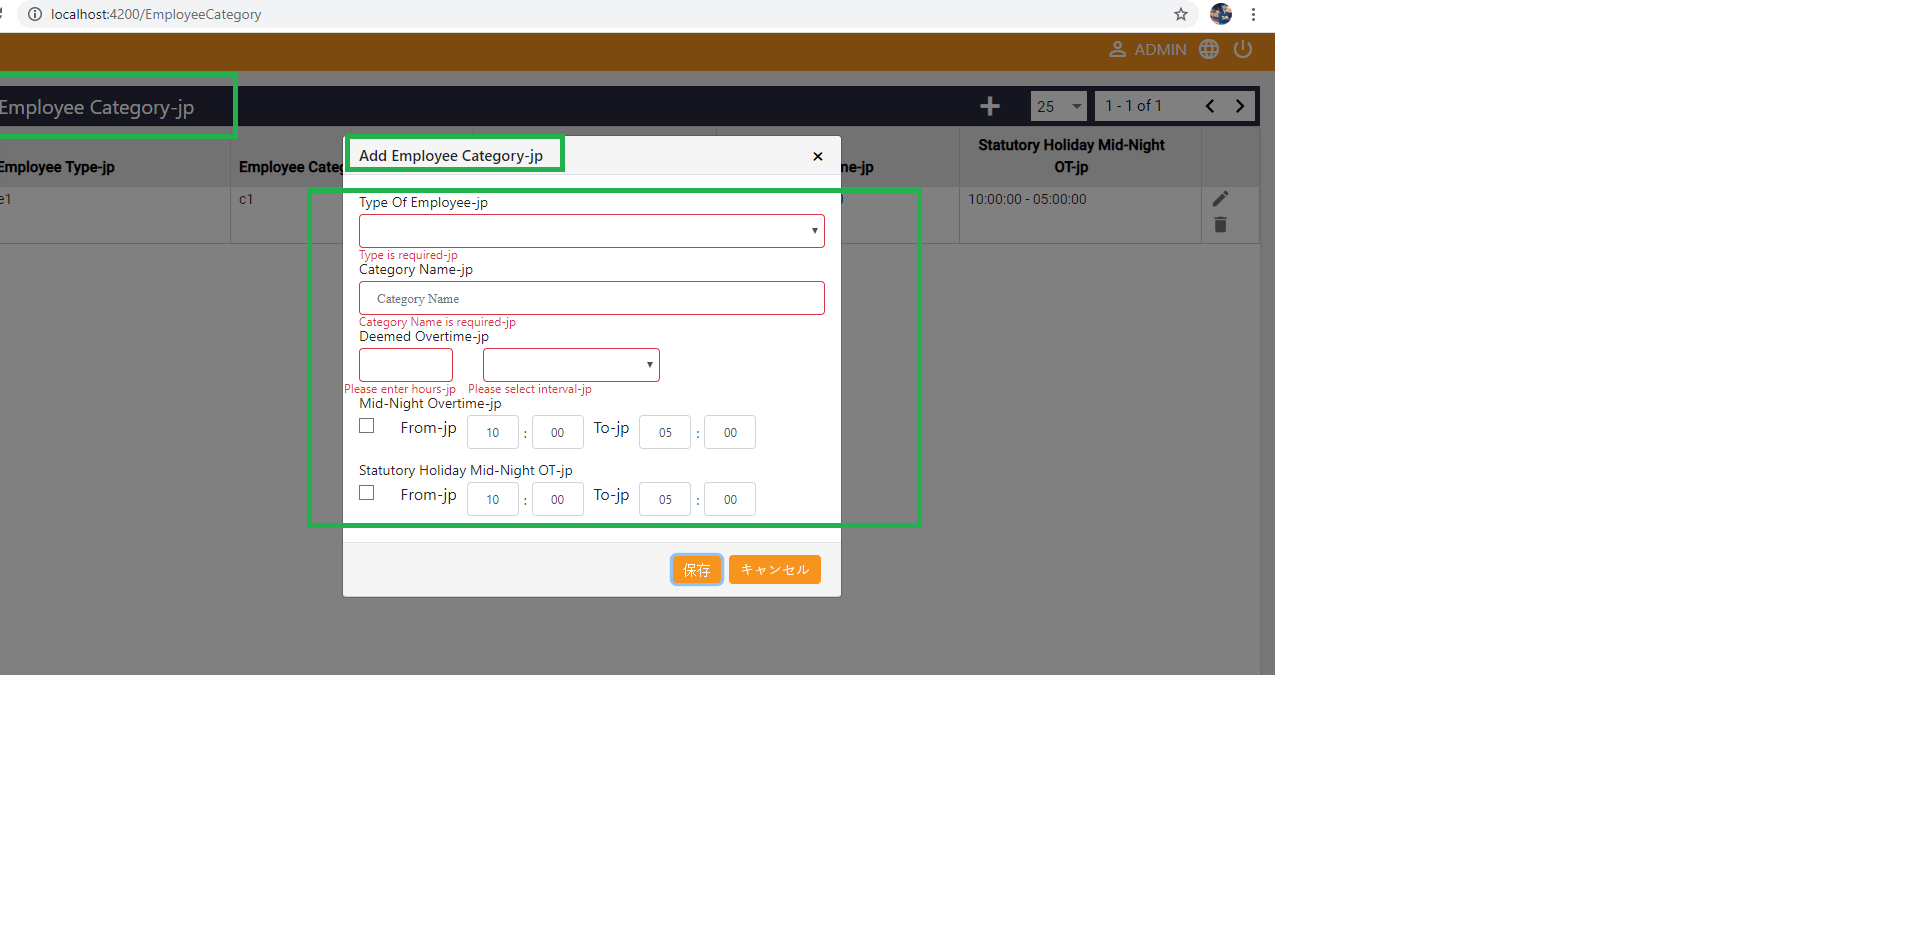 localhost:4200/EmployeeCategory
ADMIN
Employee Category-jp
25
1 - 1 of 1
Employee Type-jp
Statutory Holiday Mid-Night
OT-jp
c1
10:00:00 - 05:00:00
Add Employee Category-jp
Type Of Employee-jp
Type is required-jp
Category Name-jp
Category Name
Category Name is required-jp
Deemed Overtime-jp
Please enter hours-jp Please select interval-jp
Mid-Night Overtime-jp
From-jp 10 : 00 To-jp 05 : 00
Statutory Holiday Mid-Night OT-jp
From-jp 10 : 00 To-jp 05 : 00
保存 キャンセル